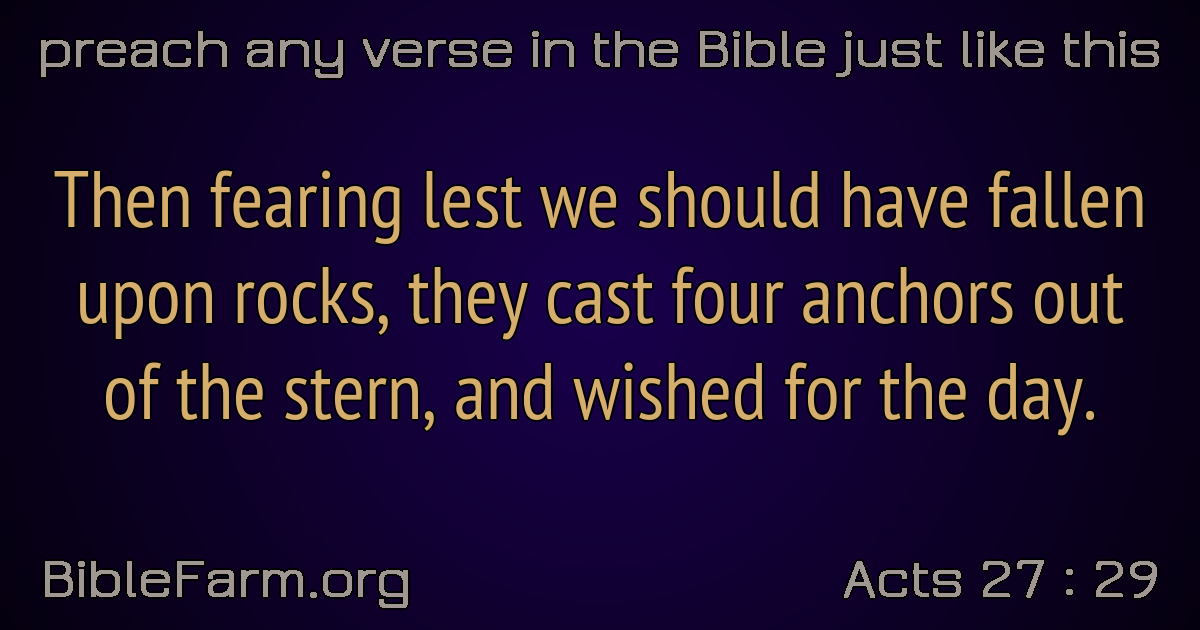 preach any verse in the Bible just like this
Then fearing lest we should have fallen
upon rocks, they cast four anchors out
of the stern, and wished for the day.
BibleFarm.org
Acts 27 : 29